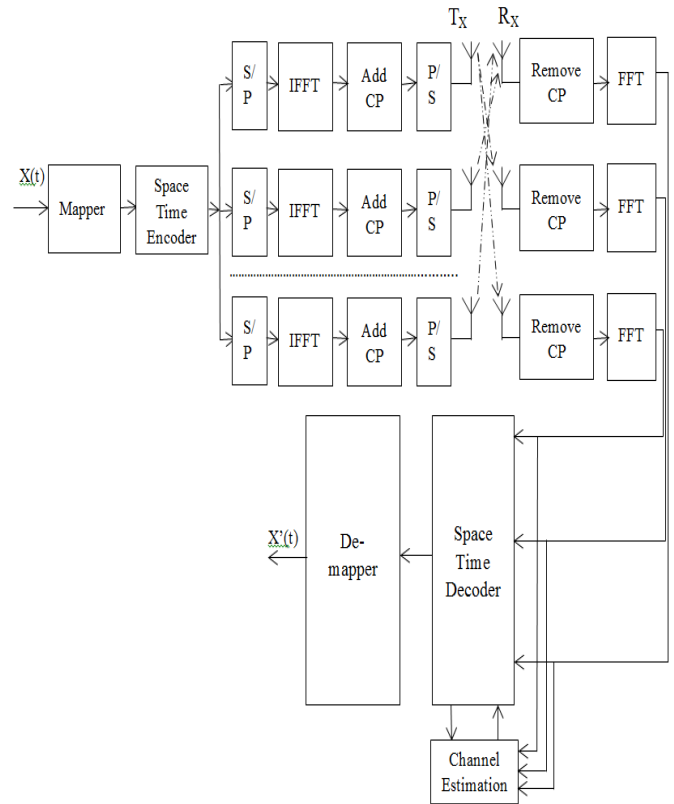 Tx Rx
S/
P
IFFT
Add
CP
P/
S
Remove
CP
FFT
X(t)
Mapper
Space
Time
Encoder
S/
P
IFFT
Add
CP
P/
S
Remove
CP
FFT
S/
P
IFFT
Add
CP
P/
S
Remove
CP
FFT
X'(t)
De-
mapper
Space
Time
Decoder
Channel
Estimation